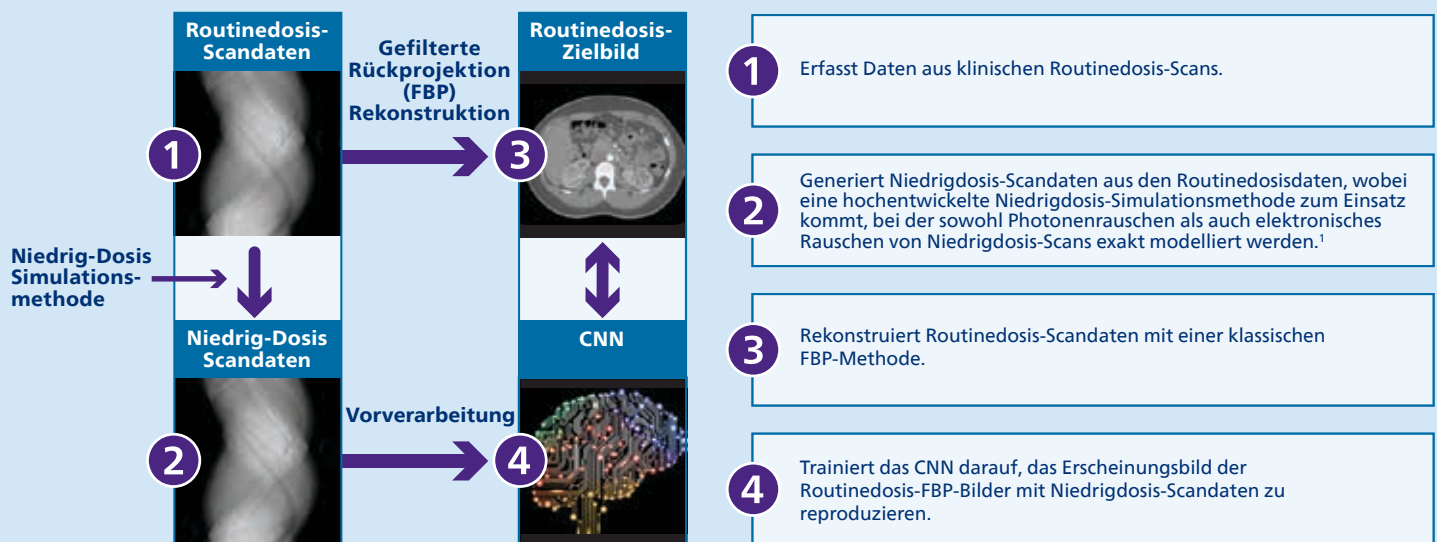 Routinedosis-
Scandaten
Gefilterte
Rückprojektion
(FBP)
Rekonstruktion
Routinedosis-
Zielbild
1
3
Niedrig-Dosis
Simulations-
methode
Niedrig-Dosis
Scandaten
CNN
Vorverarbeitung
2
4
1
Erfasst Daten aus klinischen Routinedosis-Scans.
2
Generiert Niedrigdosis-Scandaten aus den Routinedosisdaten, wobei
eine hochentwickelte Niedrigdosis-Simulationsmethode zum Einsatz
kommt, bei der sowohl Photonenrauschen als auch elektronisches
Rauschen von Niedrigdosis-Scans exakt modelliert werden.¹
3
Rekonstruiert Routinedosis-Scandaten mit einer klassischen
FBP-Methode.
4
Trainiert das CNN darauf, das Erscheinungsbild der
Routinedosis-FBP-Bilder mit Niedrigdosis-Scandaten zu
reproduzieren.